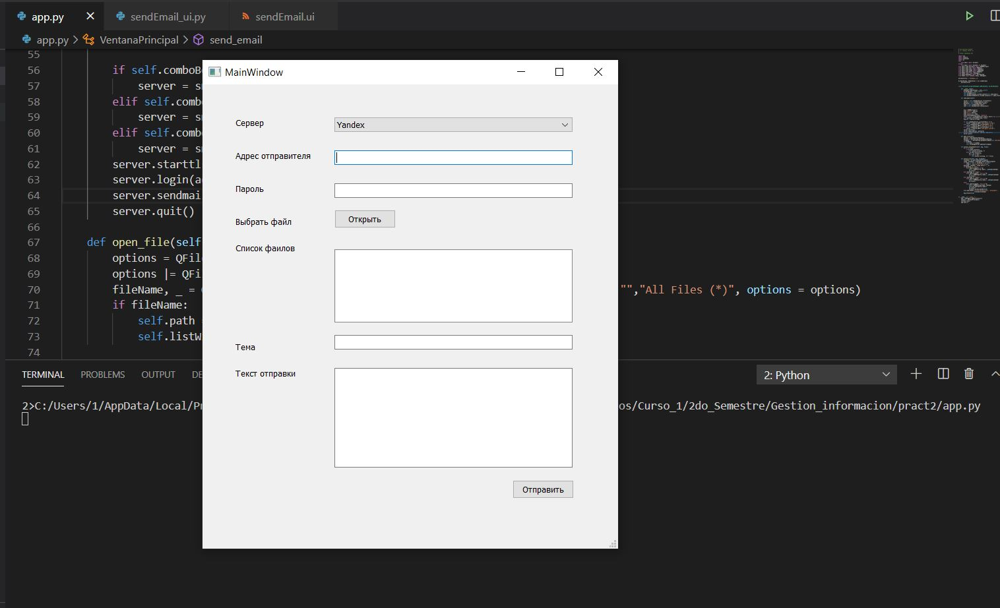 app.py
sendEmail_ui.py
sendEmail.ui
app.py VentanaPrincipal send_email
55
56 if self.comboB
57 server = s
58 elif self.comb
59 server = s
60 elif self.comb
61 server = s
62 server.starttl
63 server.login(a
64 server.sendmai
65 server.quit()
66
67 def open_file(self
68 options = QFil
69 options |= QFi
70 fileName, _ = "","All Files (*)", options = options)
71 if fileName:
72 self.path
73 self.listW
74
MainWindow
Сервер
Yandex
Адрес отправителя
Пароль
Выбрать файл
Открыть
Список фаилов
Тема
Текст отправки
Отправить
TERMINAL PROBLEMS OUTPUT DE
2: Python
2>C:/Users/1/AppData/Local/P os/Curso_1/2do_Semestre/Gestion_informacion/pract2/app.py